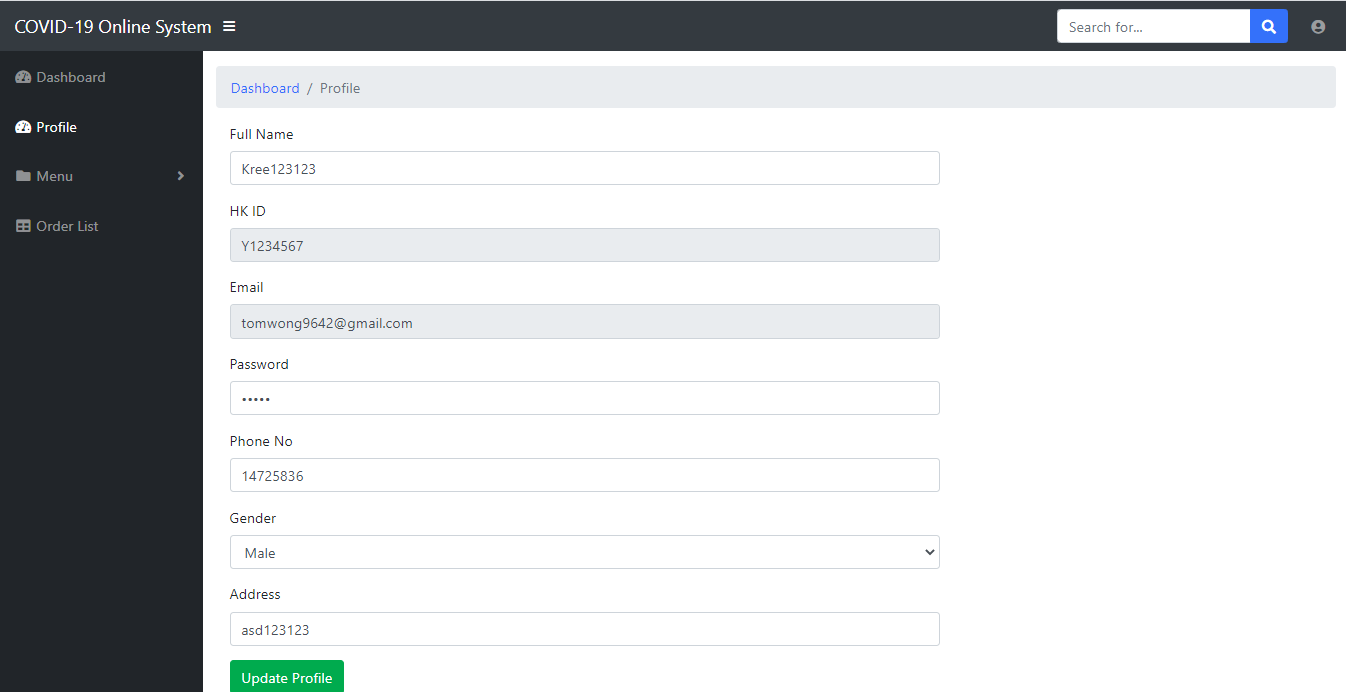 COVID-19 Online System
Search for...
Dashboard
Profile
Menu
Order List
Dashboard / Profile
Full Name
Kree123123
HK ID
Y1234567
Email
tomwong9642@gmail.com
Password
•••••
Phone No
14725836
Gender
Male
Address
asd123123
Update Profile